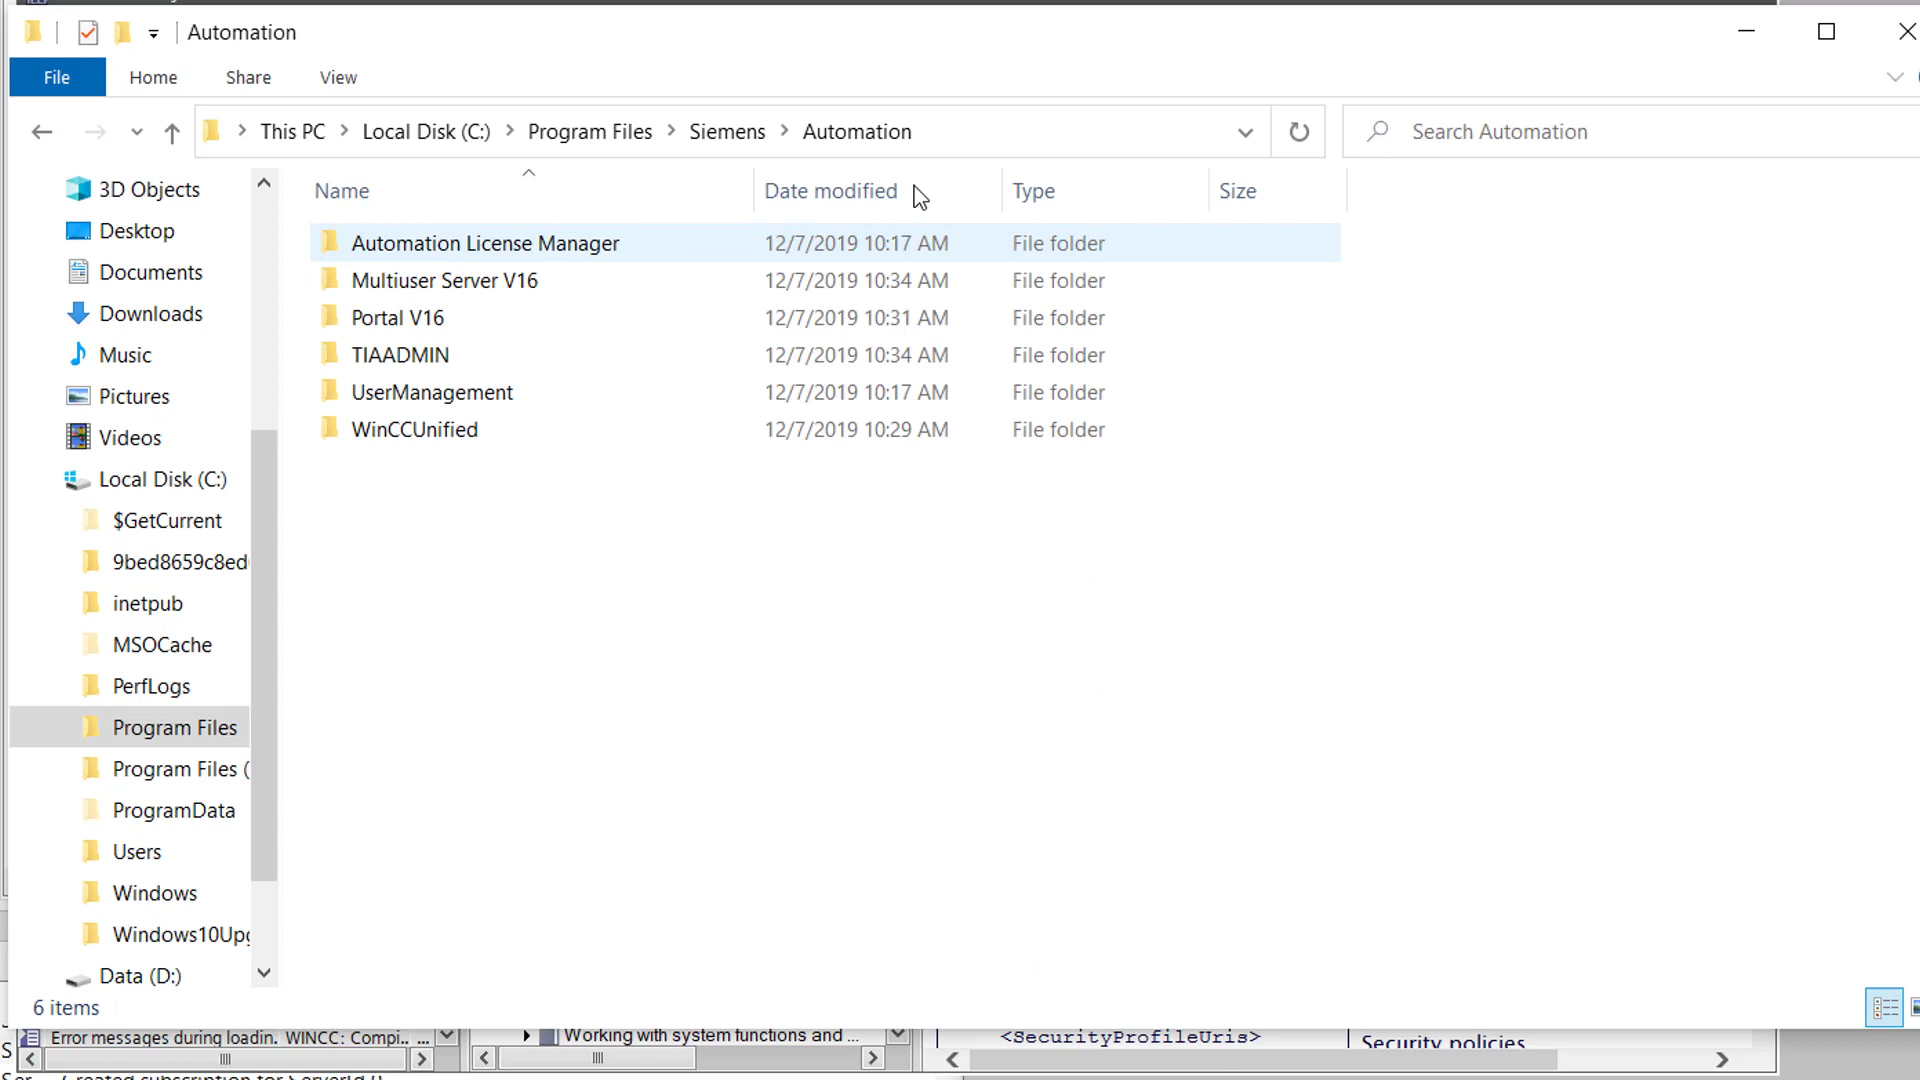 Automation
File Home Share View
This PC Local Disk (C:) Program Files Siemens Automation
Search Automation
Name Date modified Type Size
3D Objects
Desktop
Documents
Downloads
Music
Pictures
Videos
Local Disk (C:)
$GetCurrent
9bed8659c8ed
inetpub
MSOCache
PerfLogs
Program Files
Program Files (
ProgramData
Users
Windows
Windows10Upg
Data (D:)
Automation License Manager 12/7/2019 10:17 AM File folder
Multiuser Server V16 12/7/2019 10:34 AM File folder
Portal V16 12/7/2019 10:31 AM File folder
TIAADMIN 12/7/2019 10:34 AM File folder
UserManagement 12/7/2019 10:17 AM File folder
WinCCUnified 12/7/2019 10:29 AM File folder
6 items
Error messages during loadin. WINCC: Compi.. ...
Working with system functions and ...
<SecurityProfileUris>
Security policies
Created subscription for ServerId ()